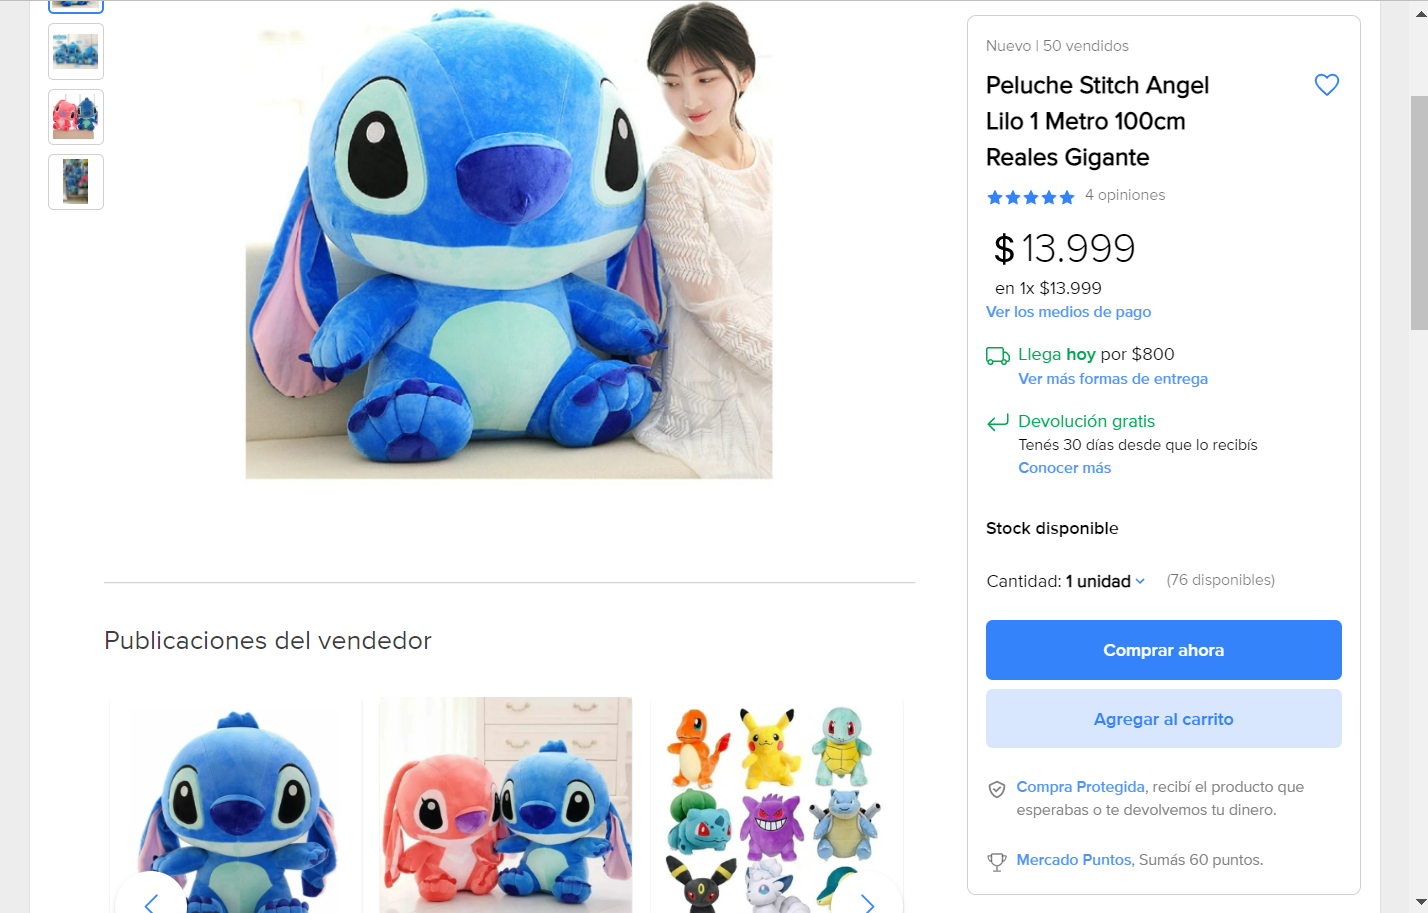 Nuevo | 50 vendidos
Peluche Stitch Angel
Lilo 1 Metro 100cm
Reales Gigante
4 opiniones
$ 13.999
en 1x $13.999
Ver los medios de pago
Llega hoy por $800
Ver más formas de entrega
Devolución gratis
Tenés 30 días desde que lo recibís
Conocer más
Stock disponible
Cantidad: 1 unidad (76 disponibles)
Comprar ahora
Agregar al carrito
Compra Protegida, recibí el producto que
esperabas o te devolvemos tu dinero.
Mercado Puntos, Sumás 60 puntos.
Publicaciones del vendedor